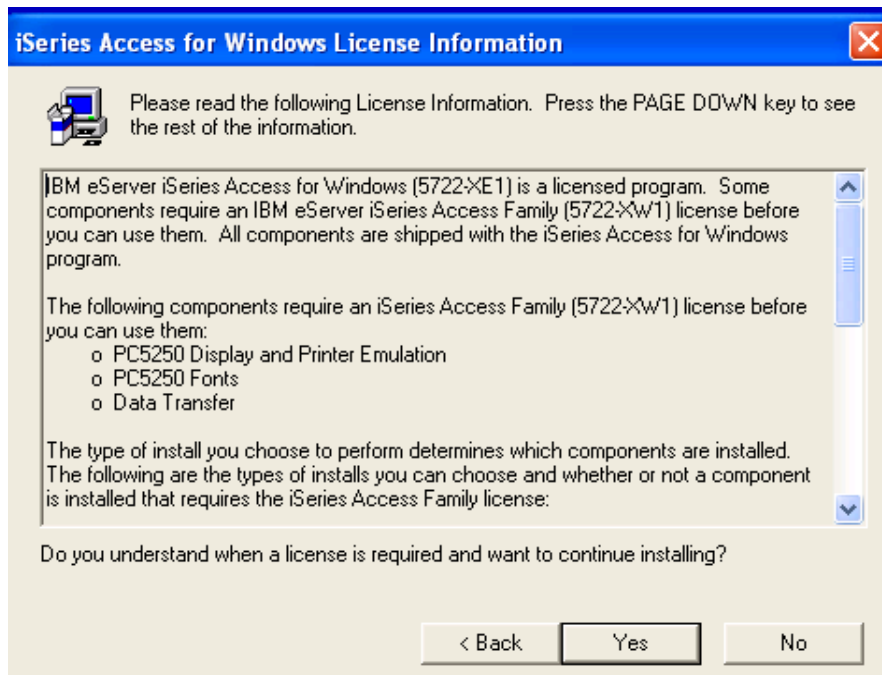 iSeries Access for Windows License Information
Please read the following License Information.  Press the PAGE DOWN key to see
the rest of the information.
IBM eServer iSeries Access for Windows (5722-XE1) is a licensed program.  Some
components require an IBM eServer iSeries Access Family (5722-XW1) license before
you can use them.  All components are shipped with the iSeries Access for Windows
program.
The following components require an iSeries Access Family (5722-XW1) license before
you can use them:
o PC5250 Display and Printer Emulation
o PC5250 Fonts
o Data Transfer
The type of install you choose to perform determines which components are installed.
The following are the types of installs you can choose and whether or not a component
is installed that requires the iSeries Access Family license:
Do you understand when a license is required and want to continue installing?
< Back Yes No